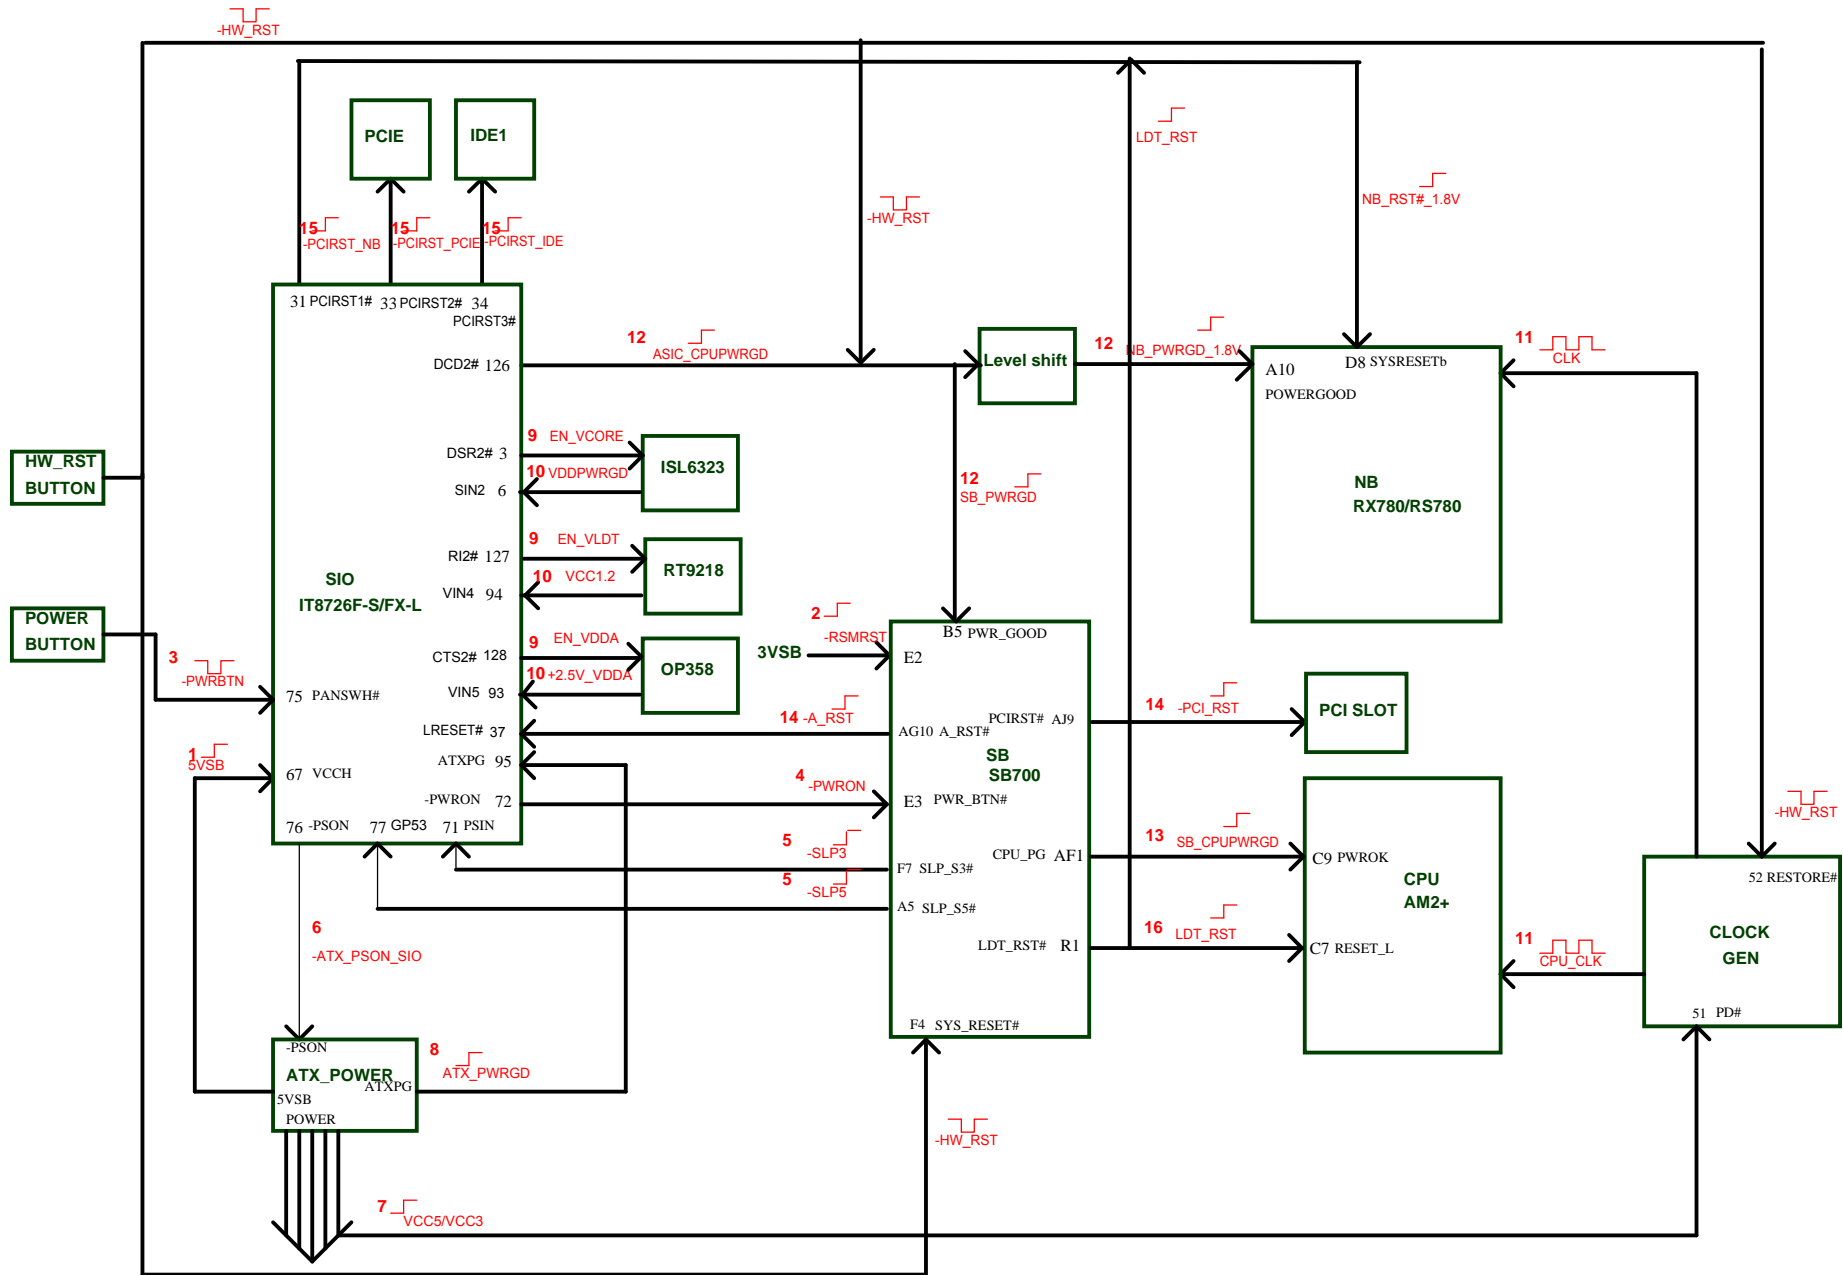 -HW_RST
LDT_RST
PCIE
IDE1
-HW_RST
NB_RST#_1.8V
15
-PCIRST_NB
15
-PCIRST_PCIE
15
-PCIRST_IDE
31 PCIRST1#
33 PCIRST2#
34
PCIRST3#
DCD2# 126
12
ASIC_CPUPWRGD
Level shift
12
NB_PWRGD_1.8V
A10
POWERGOOD
D8 SYSRESETb
11
CLK
NB
RX780/RS780
HW_RST
BUTTON
DSR2# 3
9 EN_VCORE
SIN2 6
10 VDDPWRGD
ISL6323
12
SB_PWRGD
RI2# 127
9 EN_VLDT
VIN4 94
10 VCC1.2
RT9218
SIO
IT8726F-S/FX-L
POWER
BUTTON
3
-PWRBTN
75 PANSWH#
CTS2# 128
9 EN_VDDA
VIN5 93
10 +2.5V_VDDA
OP358
2
-RSMRST
3VSB
E2
B5 PWR_GOOD
LRESET# 37
14 -A_RST
AG10 A_RST#
PCIRST# AJ9
14 -PCI_RST
PCI SLOT
SB
SB700
1
5VSB
67 VCCH
ATXPG 95
-PWRON 72
4
-PWRON
E3 PWR_BTN#
76 -PSON
77 GP53
71 PSIN
5
-SLP3
F7 SLP_S3#
5
-SLP5
A5 SLP_S5#
CPU_PG AF1
13 SB_CPUPWRGD
C9 PWROK
CPU
AM2+
LDT_RST# R1
16 LDT_RST
C7 RESET_L
11
CPU_CLK
-HW_RST
52 RESTORE#
CLOCK
GEN
51 PD#
6
-ATX_PSON_SIO
F4 SYS_RESET#
-PSON
ATX_POWER
ATXPG
5VSB
POWER
8
ATX_PWRGD
-HW_RST
7
VCC5/VCC3